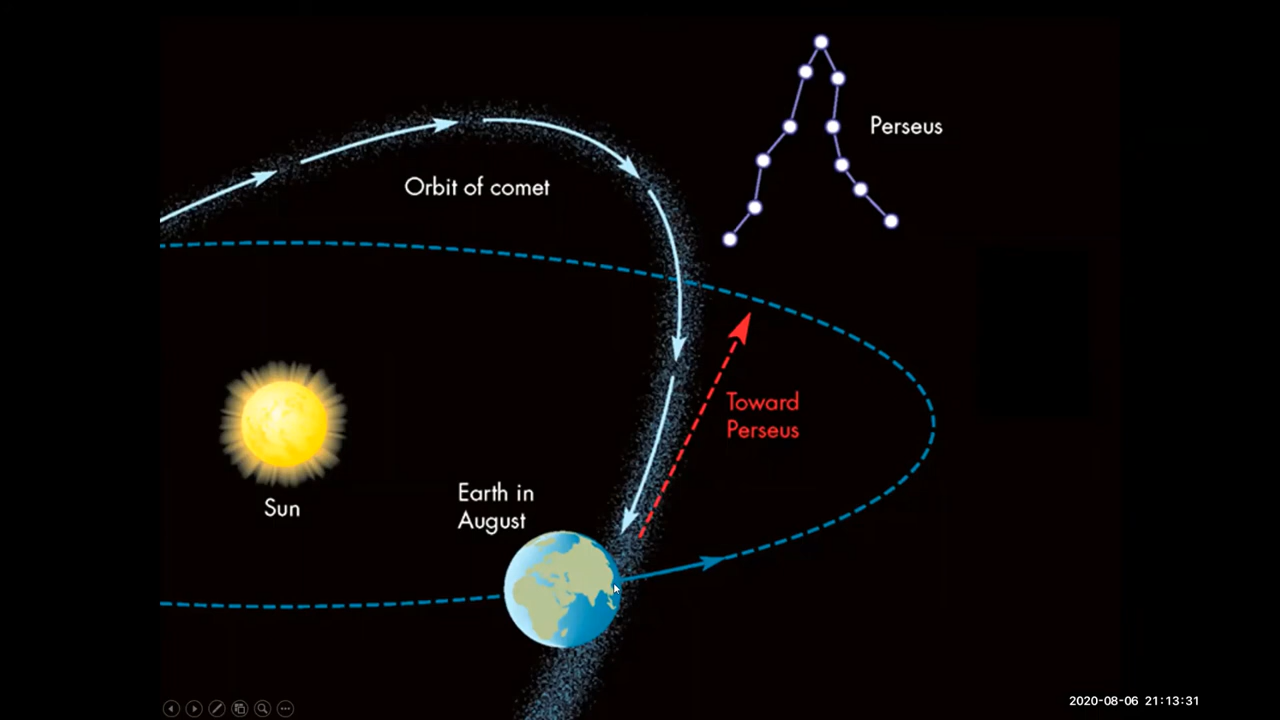 Perseus
Orbit of comet
Toward
Perseus
Earth in
August
Sun
2020-08-06 21:13:31